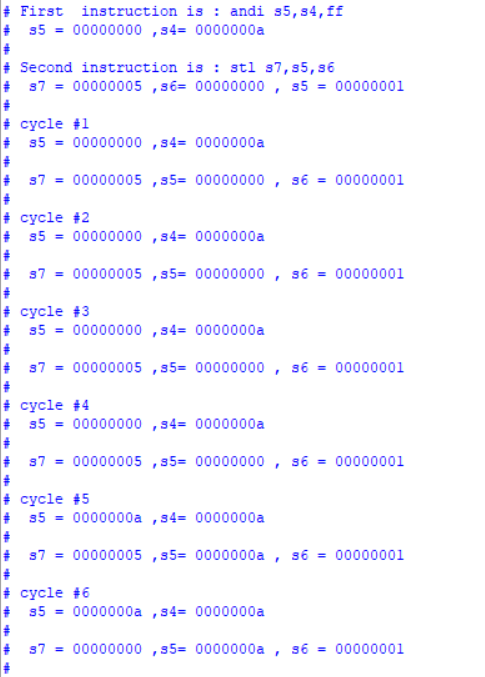 # First  instruction is : andi s5,s4,ff
#  s5 = 00000000 ,s4= 0000000a
#
# Second instruction is : stl s7,s5,s6
#  s7 = 00000005 ,s6= 00000000 , s5 = 00000001
#
# cycle #1
#  s5 = 00000000 ,s4= 0000000a
#
#  s7 = 00000005 ,s5= 00000000 , s6 = 00000001
#
# cycle #2
#  s5 = 00000000 ,s4= 0000000a
#
#  s7 = 00000005 ,s5= 00000000 , s6 = 00000001
#
# cycle #3
#  s5 = 00000000 ,s4= 0000000a
#
#  s7 = 00000005 ,s5= 00000000 , s6 = 00000001
#
# cycle #4
#  s5 = 00000000 ,s4= 0000000a
#
#  s7 = 00000005 ,s5= 00000000 , s6 = 00000001
#
# cycle #5
#  s5 = 0000000a ,s4= 0000000a
#
#  s7 = 00000005 ,s5= 0000000a , s6 = 00000001
#
# cycle #6
#  s5 = 0000000a ,s4= 0000000a
#
#  s7 = 00000000 ,s5= 0000000a , s6 = 00000001
#